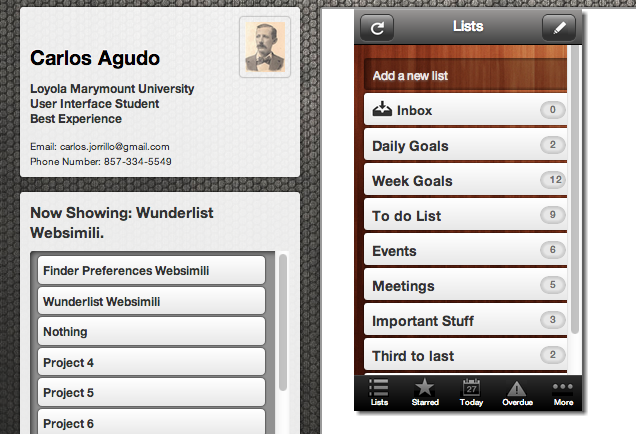 Carlos Agudo
Loyola Marymount University
User Interface Student
Best Experience
Email: carlos.jorrillo@gmail.com
Phone Number: 857-334-5549
Now Showing: Wunderlist
Websimili.
Finder Preferences Websimili
Wunderlist Websimili
Nothing
Project 4
Project 5
Project 6
Lists
Add a new list
Inbox 0
Daily Goals 2
Week Goals 12
To do List 9
Events 6
Meetings 5
Important Stuff 3
Third to last 2
27
Lists Starred Today Overdue More